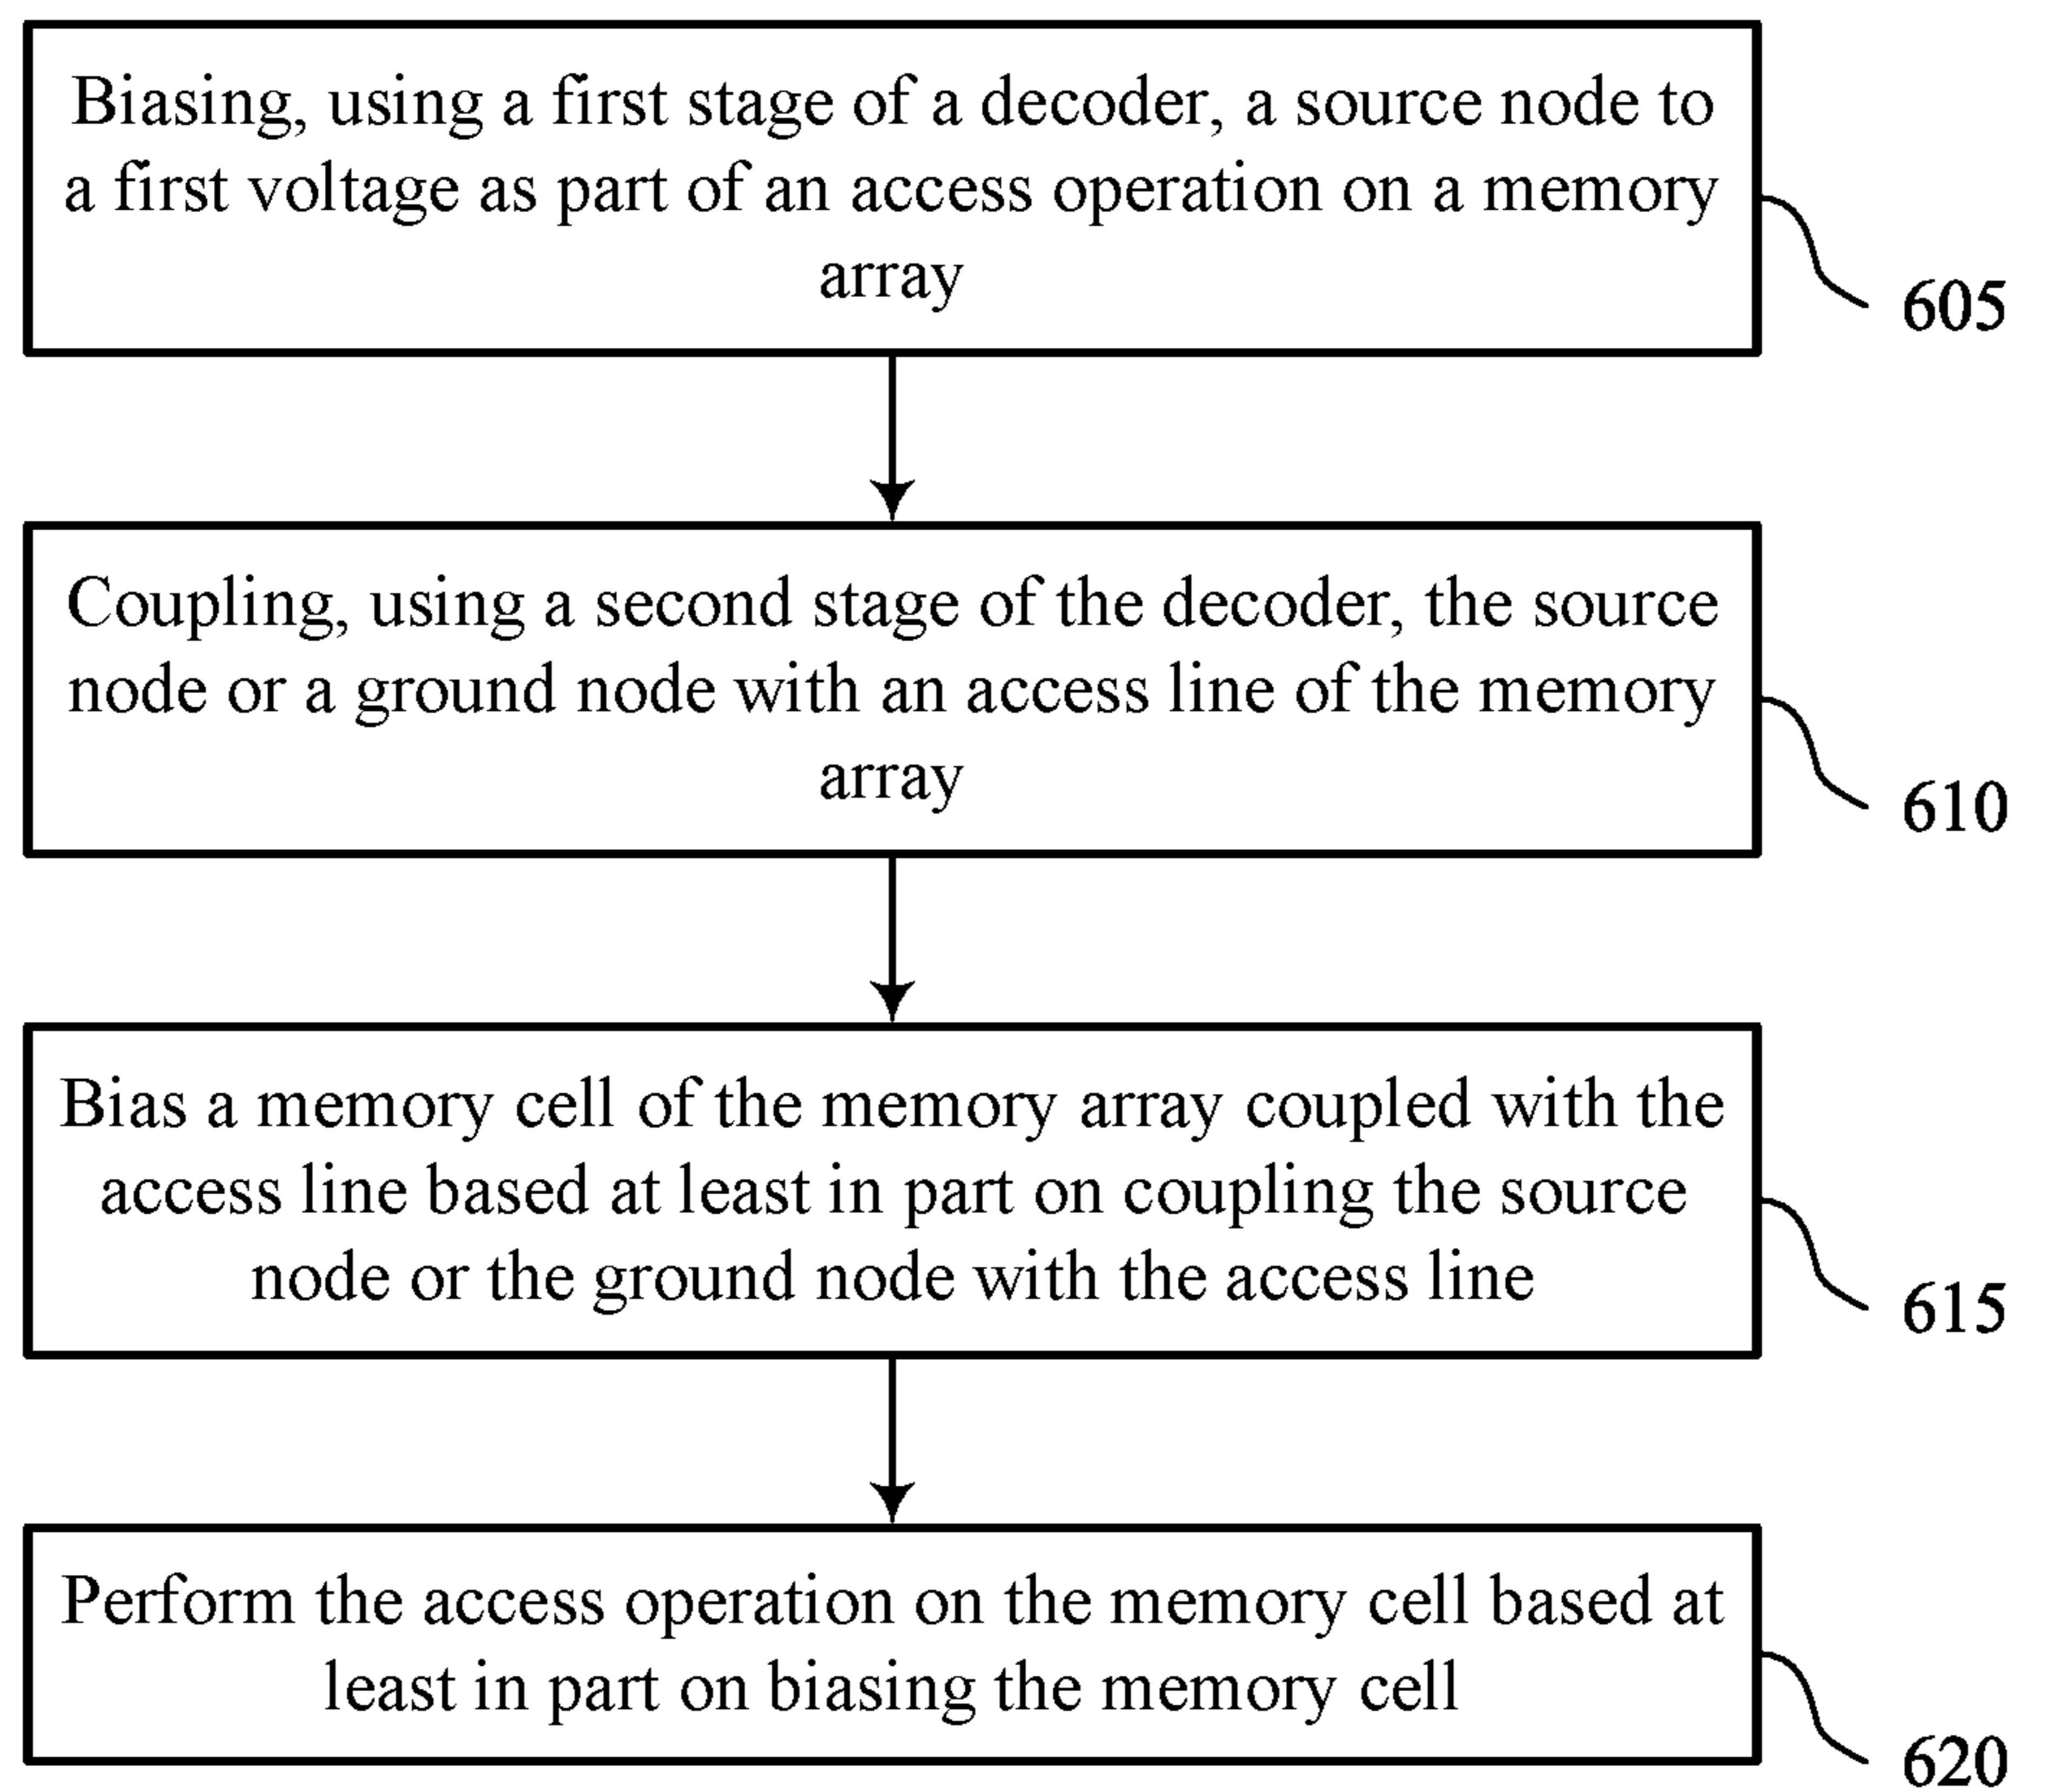 Biasing, using a first stage of a decoder, a source node to
a first voltage as part of an access operation on a memory
array
605
Coupling, using a second stage of the decoder, the source
node or a ground node with an access line of the memory
array
610
Bias a memory cell of the memory array coupled with the
access line based at least in part on coupling the source
node or the ground node with the access line
615
Perform the access operation on the memory cell based at
least in part on biasing the memory cell
620